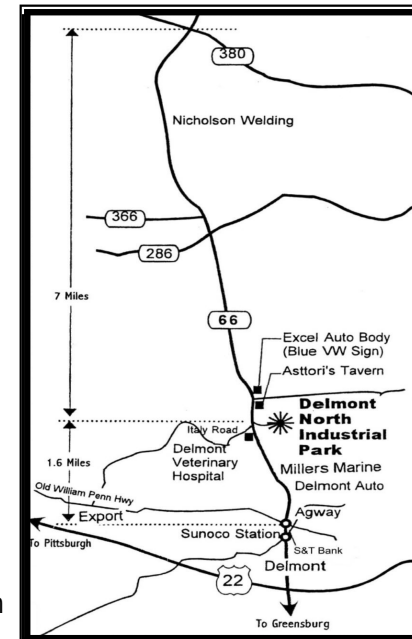 380
Nicholson Welding
366
286
7 Miles
66
Excel Auto Body
(Blue VW Sign)
Asttori's Tavern
Delmont
North
Industrial
Park
Italy Road
Delmont
Veterinary
Hospital
1.6 Miles
Millers Marine
Delmont Auto
Old William Penn Hwy
Export
Agway
Sunoco Station
To Pittsburgh
S&T Bank
Delmont
22
To Greensburg